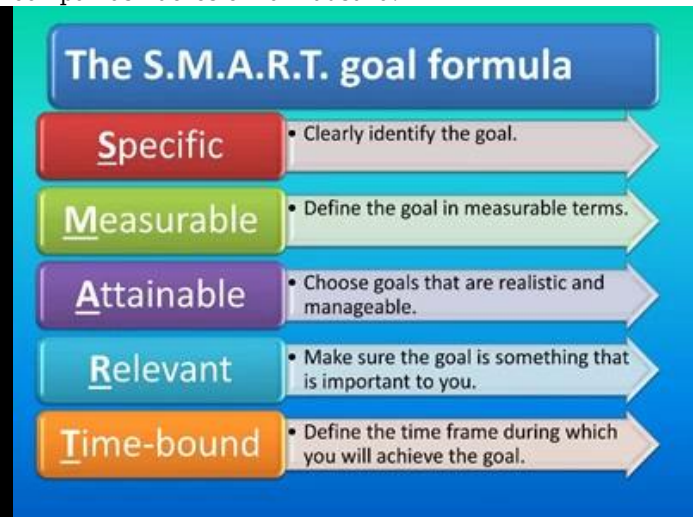 The S.M.A.R.T. goal formula
Specific
• Clearly identify the goal.
Measurable
• Define the goal in measurable terms.
Attainable
• Choose goals that are realistic and
manageable.
Relevant
• Make sure the goal is something that
is important to you.
Time-bound
• Define the time frame during which
you will achieve the goal.